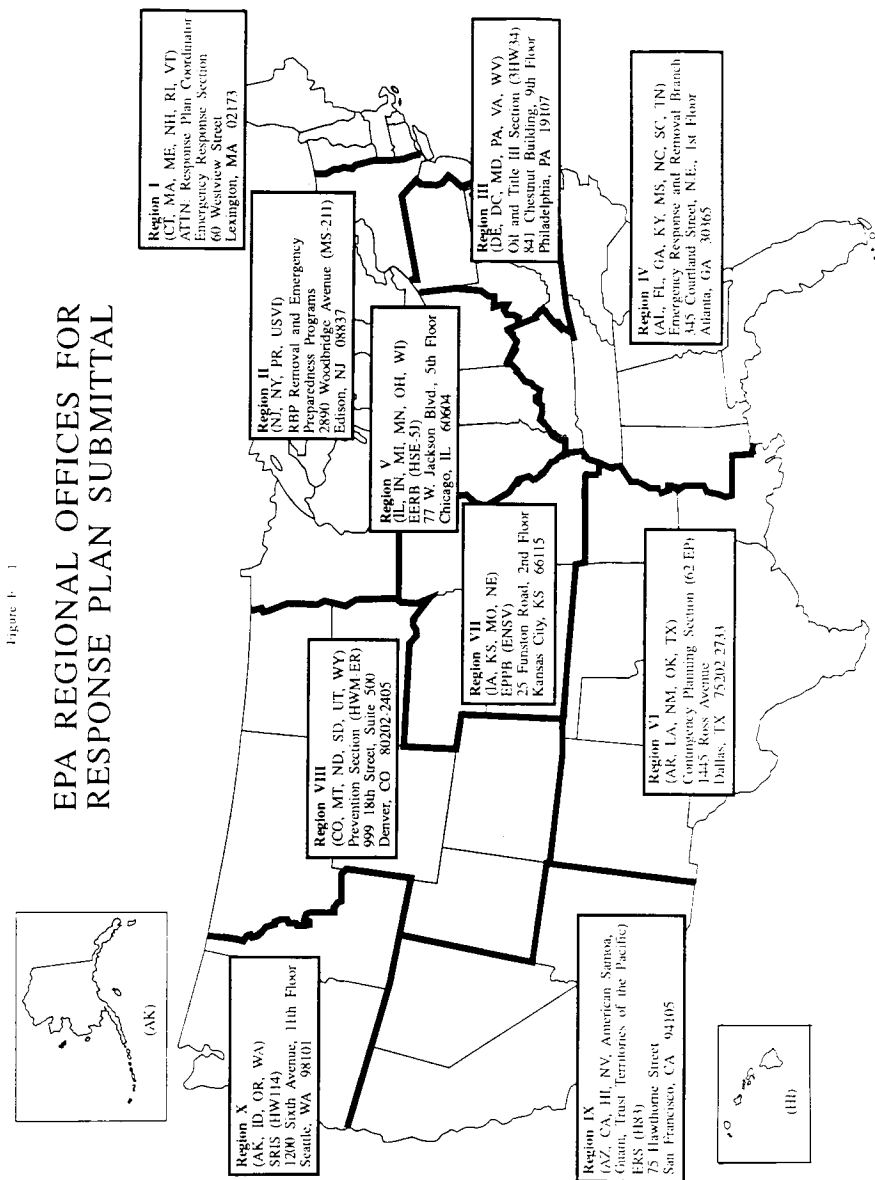 Figure E 1
EPA REGIONAL OFFICES FOR
RESPONSE PLAN SUBMITTAL
(AK)
Region X
(AK, ID, OR, WA)
SRIS (HW114)
1200 Sixth Avenue, 11th Floor
Seattle, WA 98101
Region VIII
(CO, MT, ND, SD, UT, WY)
Prevention Section (HWM-ER)
999 18th Street, Suite 500
Denver, CO 80202-2405
Region V
(IL, IN, MI, MN, OH, WI)
EERB (HSE-5J)
77 W. Jackson Blvd., 5th Floor
Chicago, IL 60604
Region II
(NJ, NY, PR, USVI)
RBP Removal and Emergency
Preparedness Programs
2890 Woodbridge Avenue (MS-211)
Edison, NJ 08837
Region I
(CT, MA, ME, NH, RI, VT)
ATTN: Response Plan Coordinator
Emergency Response Section
60 Westview Street
Lexington, MA 02173
Region VII
(IA, KS, MO, NE)
EPPB (ENSV)
25 Funston Road, 2nd Floor
Kansas City, KS 66115
Region III
(DE, DC, MD, PA, VA, WV)
Oil and Title III Section (3HW34)
841 Chestnut Building, 9th Floor
Philadelphia, PA 19107
Region IX
(AZ, CA, HI, NV, American Samoa,
Guam, Trust Territories of the Pacific)
ERS (H83)
75 Hawthorne Street
San Francisco, CA 94105
Region VI
(AR, LA, NM, OK, TX)
Contingency Planning Section (62 EP)
1445 Ross Avenue
Dallas, TX 75202 2733
Region IV
(AL, FL, GA, KY, MS, NC, SC, TN)
Emergency Response and Removal Branch
345 Courtland Street, N.E., 1st Floor
Atlanta, GA 30365
(HI)